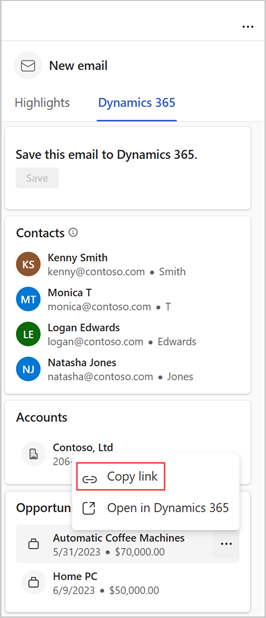 New email
Highlights
Dynamics 365
Save this email to Dynamics 365.
Save
Contacts
KS
Kenny Smith
kenny@contoso.com • Smith
MT
Monica T
monica@contoso.com • T
LE
Logan Edwards
logan@contoso.com • Edwards
NJ
Natasha Jones
natasha@contoso.com • Jones
Accounts
Contoso, Ltd
206-
Copy link
Open in Dynamics 365
Opportun
Automatic Coffee Machines
5/31/2023 • $70,000.00
Home PC
6/9/2023 • $50,000.00